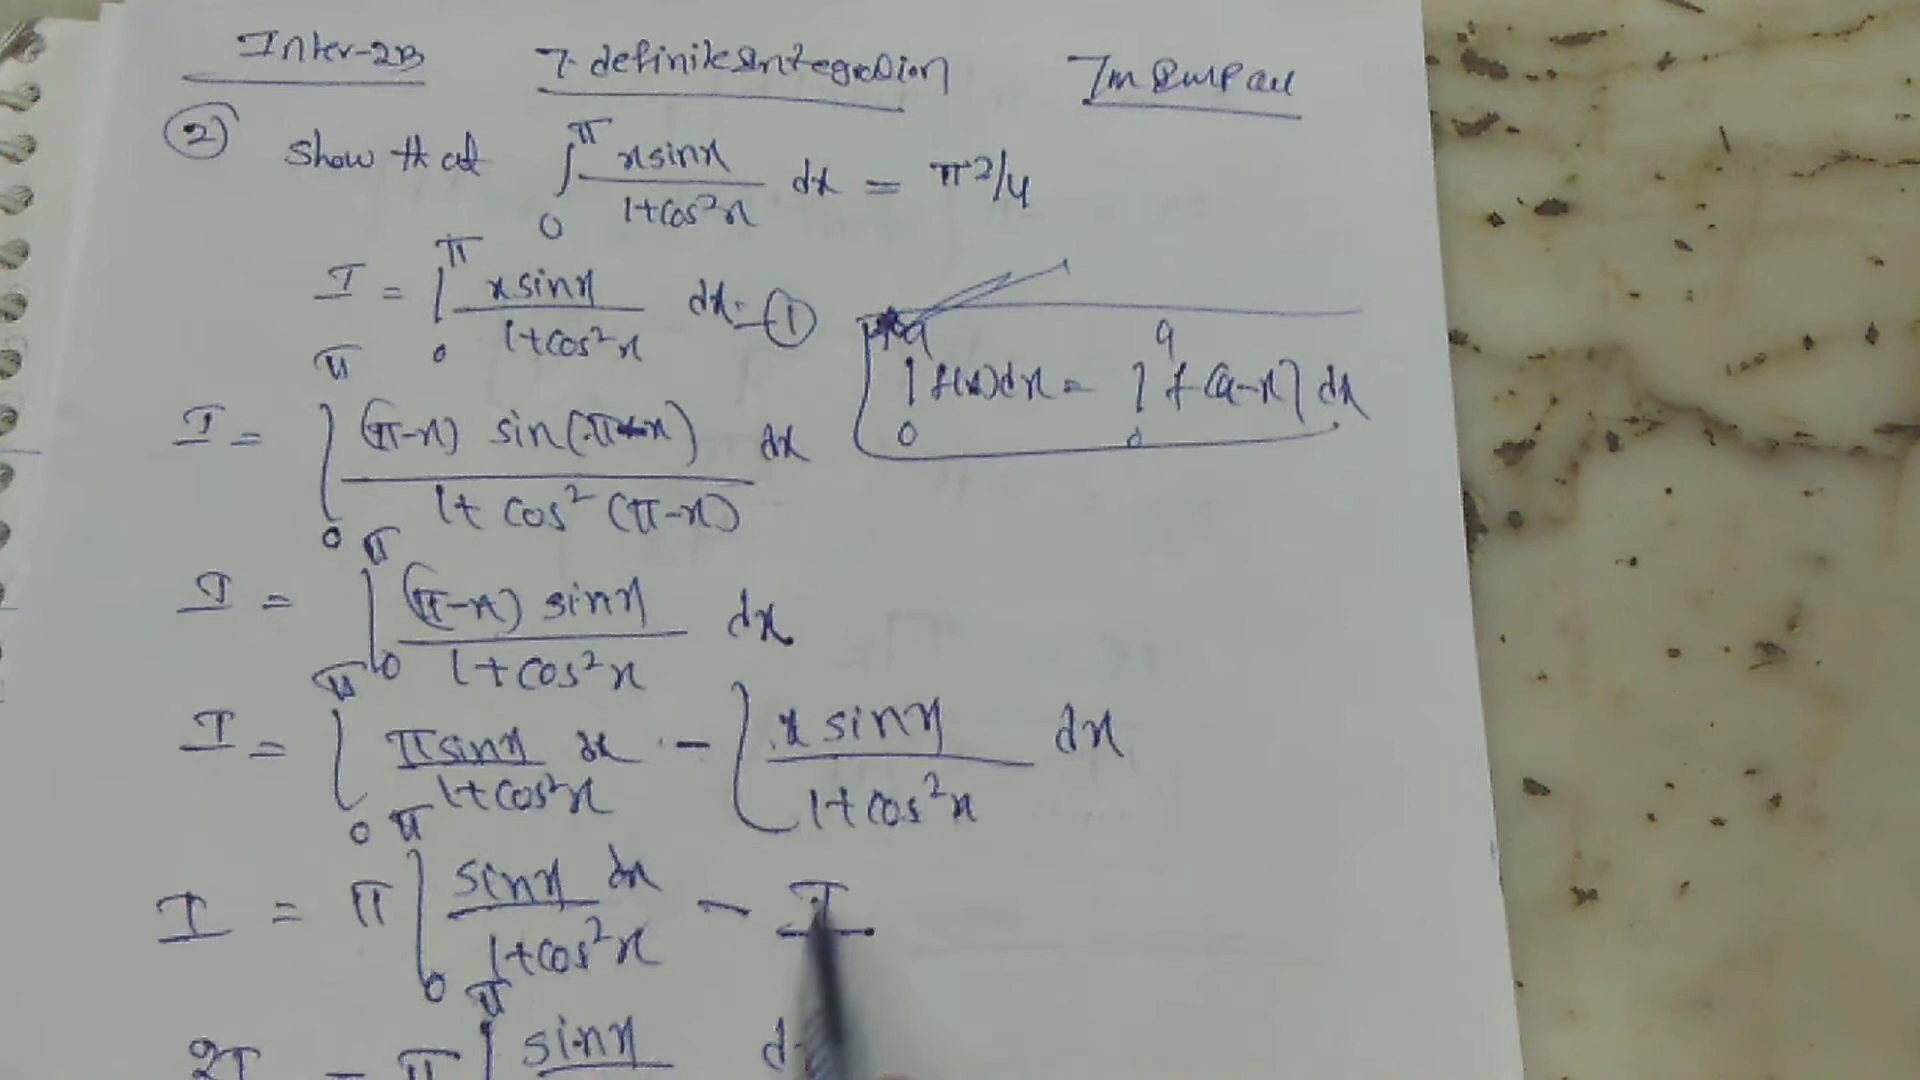 Inter-2B 7. definite Integration Im
② Show that ∫₀^π x sinx / 1+cos²x dx = π²/4
I = ∫₀^π x sinx / 1+cos²x dx - ①
∫₀^a f(x)dx = ∫₀^a f(a-x) dx
I = ∫₀^π (π-x) sin(π-x) / 1+ cos²(π-x) dx
I = ∫₀^π (π-x) sinx / 1+cos²x dx
I = ∫₀^π π sinx / 1+cos²x dx - ∫ x sinx / 1+cos²x dx
I = π ∫₀^π sinx dx / 1+cos²x - I
2I = π ∫^π sinx